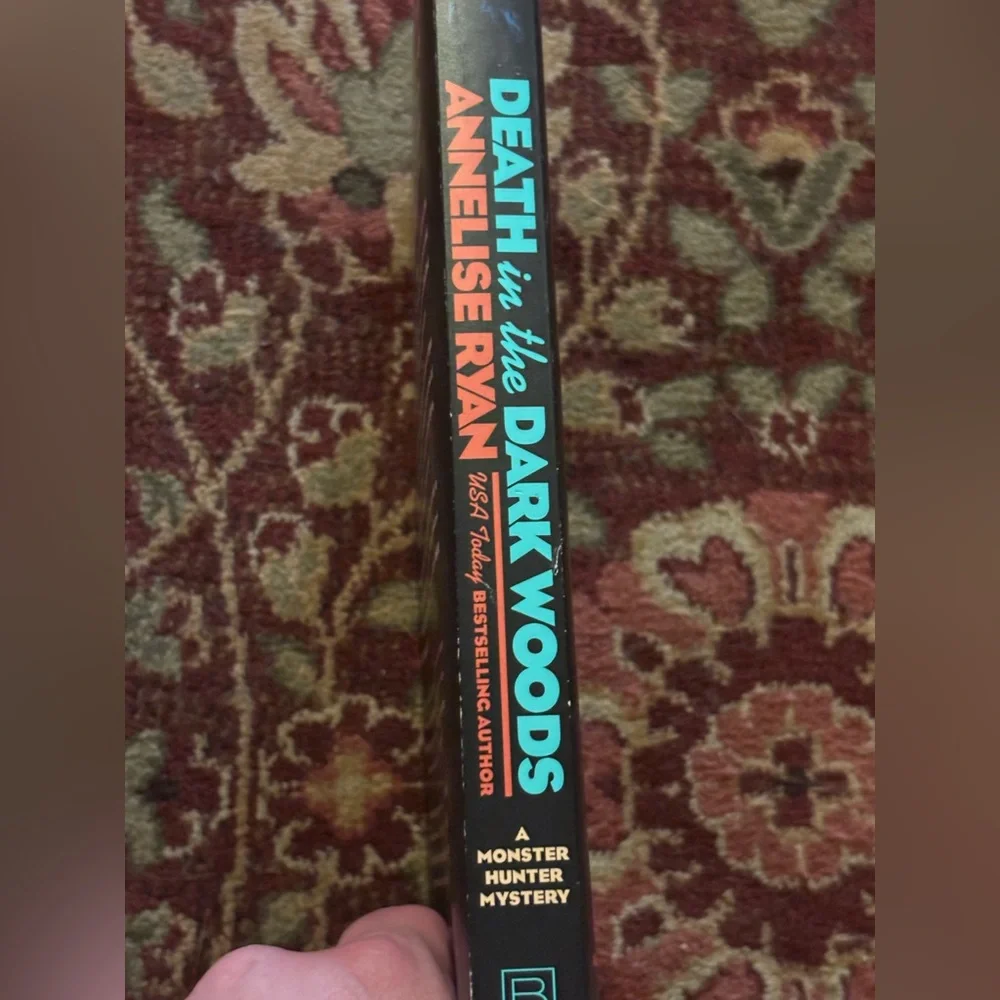 DEATH in the DARK WOODS
ANNELISE RYAN
USA Today BESTSELLING AUTHOR
A
MONSTER
HUNTER
MYSTERY
B